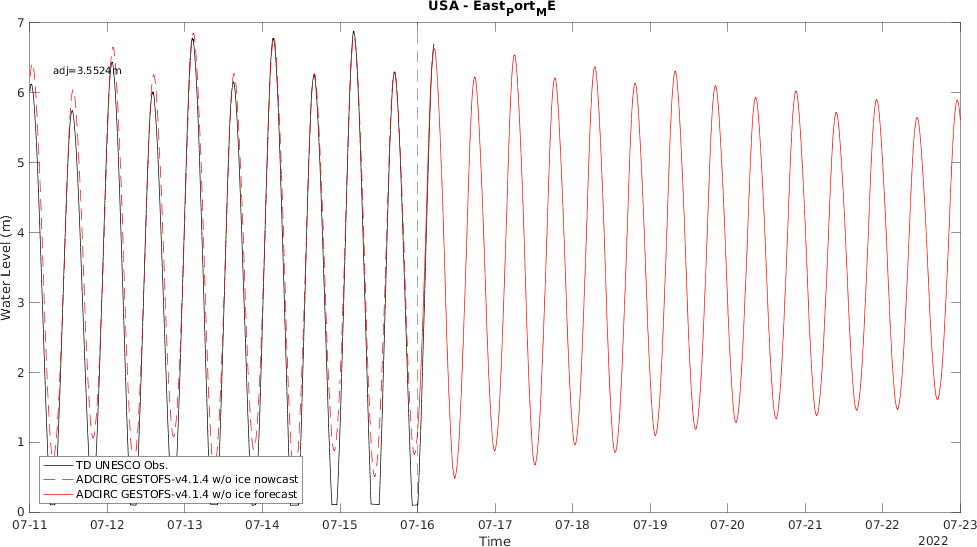 USA - EastPortME
7
6
5
4
3
2
1
0
Water Level (m)
adj=3.5524m
TD UNESCO Obs.
ADCIRC GESTOFS-v4.1.4 w/o ice nowcast
ADCIRC GESTOFS-v4.1.4 w/o ice forecast
07-11 07-12 07-13 07-14 07-15 07-16 07-17 07-18 07-19 07-20 07-21 07-22 07-23
Time
2022